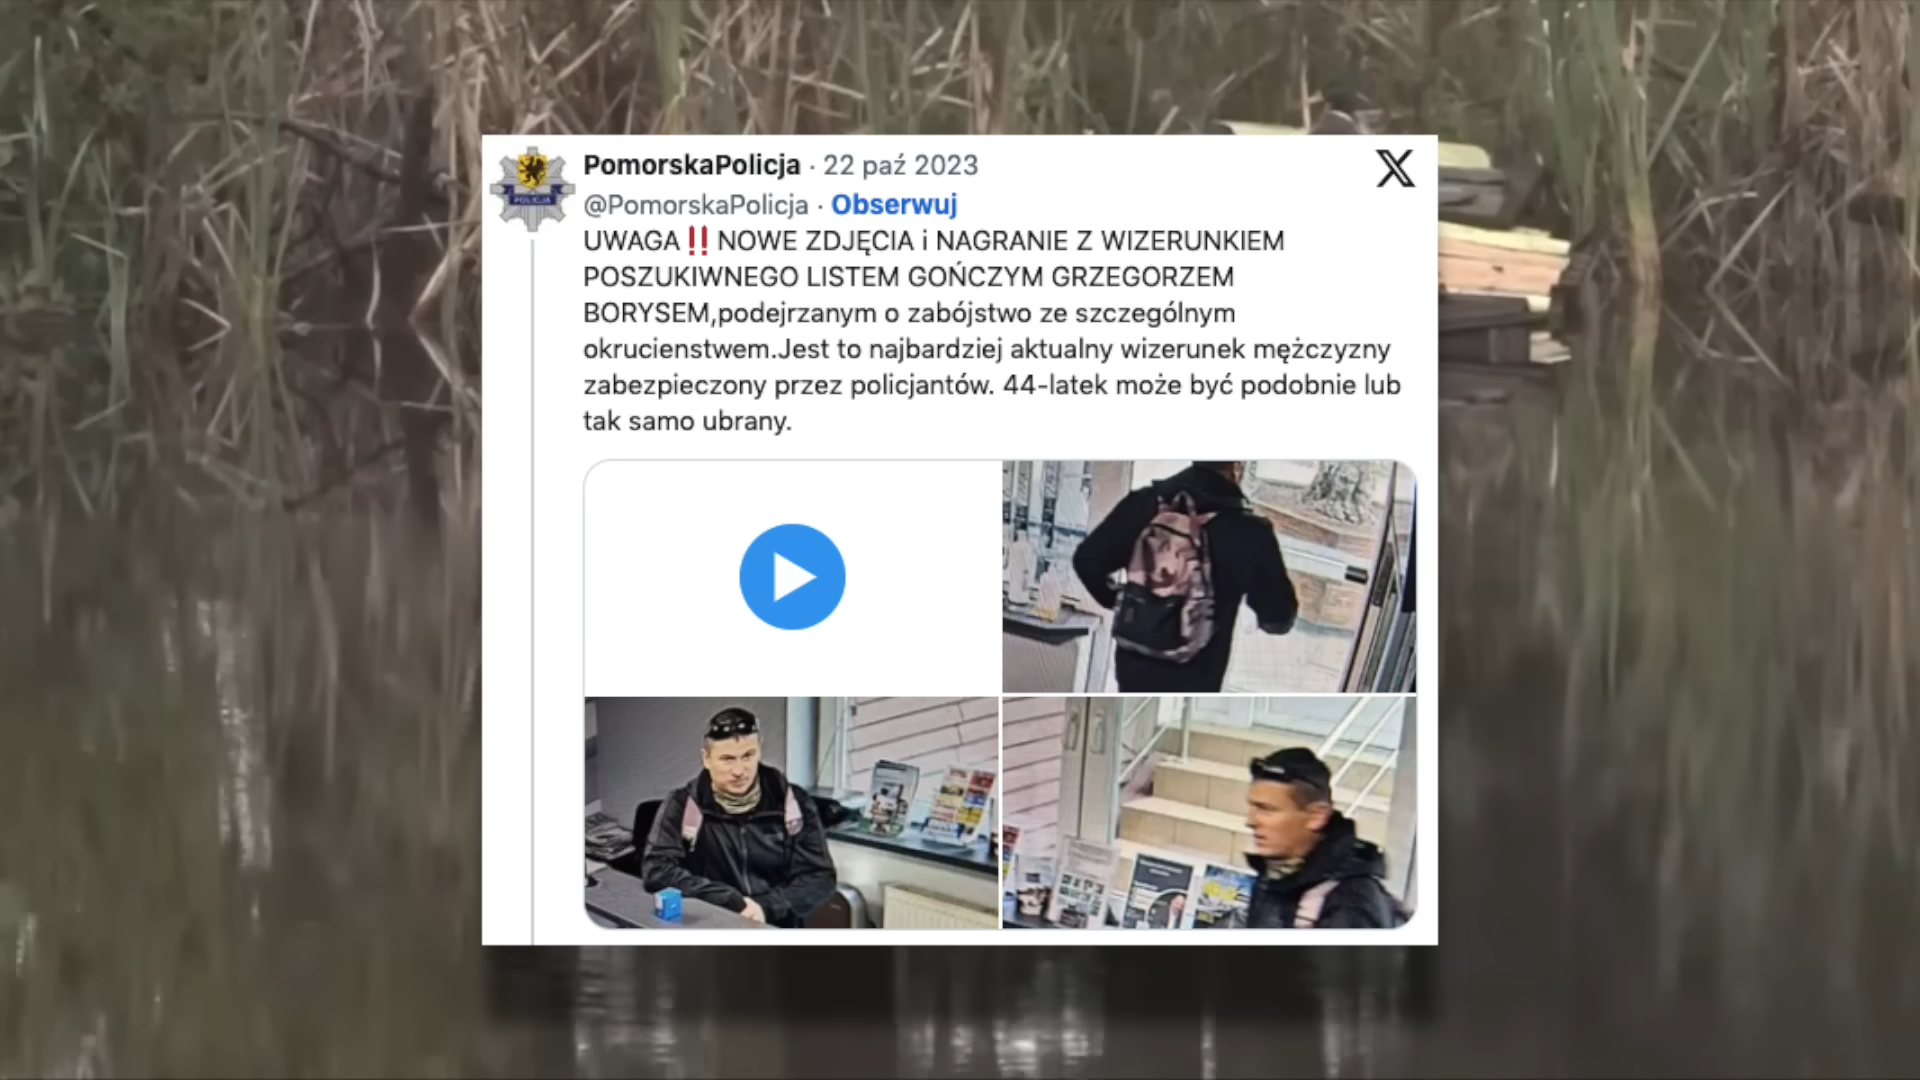 PomorskaPolicja · 22 paź 2023
@PomorskaPolicja · Obserwuj
UWAGA‼️ NOWE ZDJĘCIA i NAGRANIE Z WIZERUNKIEM
POSZUKIWNEGO LISTEM GOŃCZYM GRZEGORZEM
BORYSEM,podejrzanym o zabójstwo ze szczególnym
okrucienstwem.Jest to najbardziej aktualny wizerunek mężczyzny
zabezpieczony przez policjantów. 44-latek może być podobnie lub
tak samo ubrany.
POLICJA